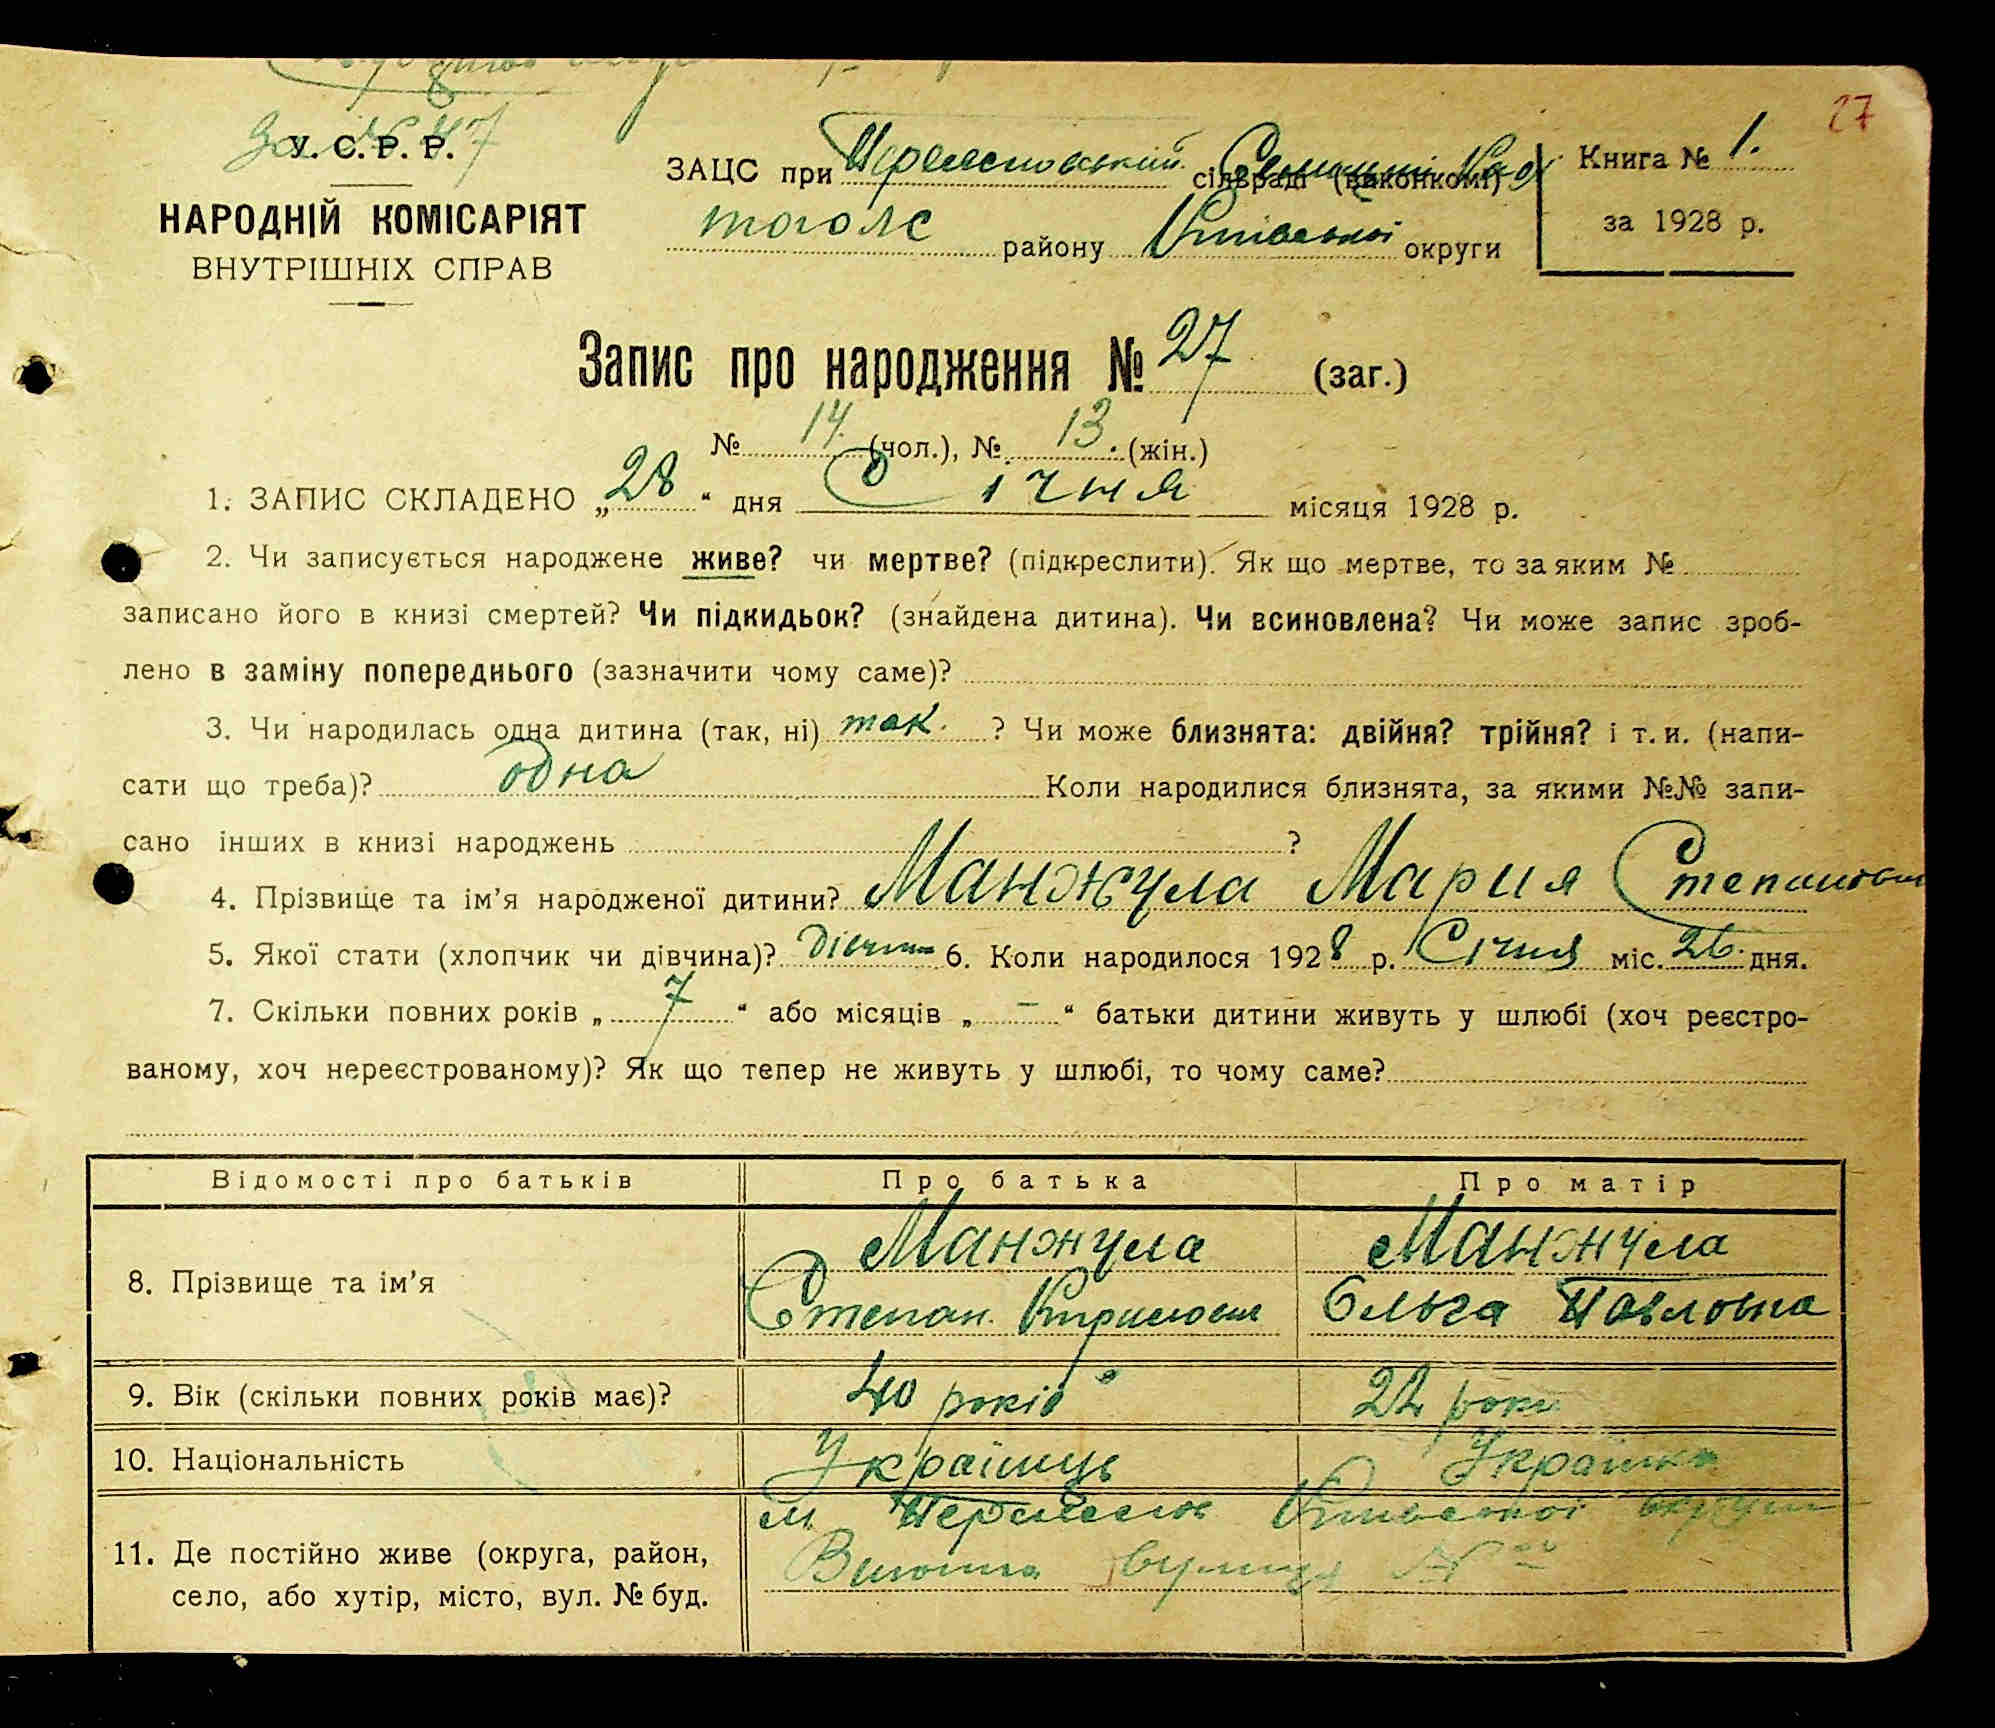 27
За № 47
У. С. Р. Р.
НАРОДНІЙ КОМІСАРІЯТ
ВНУТРІШНІХ СПРАВ
ЗАЦС при сільраді (виконкомі)
району округи
Книга № 1.
за 1928 р.
Запис про народження № 27 (заг.)
№ 14. (чол.), № 13. (жін.)
1. ЗАПИС СКЛАДЕНО „28“ дня Січня місяця 1928 р.
2. Чи записується народжене живе? чи мертве? (підкреслити). Як що мертве, то за яким №
записано його в книзі смертей? Чи підкидьок? (знайдена дитина). Чи всиновлена? Чи може запис зроб-
лено в заміну попереднього (зазначити чому саме)?
3. Чи народилась одна дитина (так, ні) так. ? Чи може близнята: двійня? трійня? і т. и. (напи-
сати що треба)? одна Коли народилися близнята, за якими №№ запи-
сано інших в книзі народжень ?
4. Прізвище та ім’я народженої дитини? Манжула Мария
5. Якої стати (хлопчик чи дівчина)? 6. Коли народилося 1928 р. Січня міс. 26. дня.
7. Скільки повних років „7“ або місяців „–“ батьки дитини живуть у шлюбі (хоч реєстро-
ваному, хоч нереєстрованому)? Як що тепер не живуть у шлюбі, то чому саме?
Відомості про батьків Про батька Про матір
8. Прізвище та ім’я
Манжула
Степан
Манжула
Ольга Павловна
9. Вік (скільки повних років має)? 40 років 22 роки
10. Національність Українець Українка
11. Де постійно живе (округа, район,
село, або хутір, місто, вул. № буд.
м округи
вулиця №